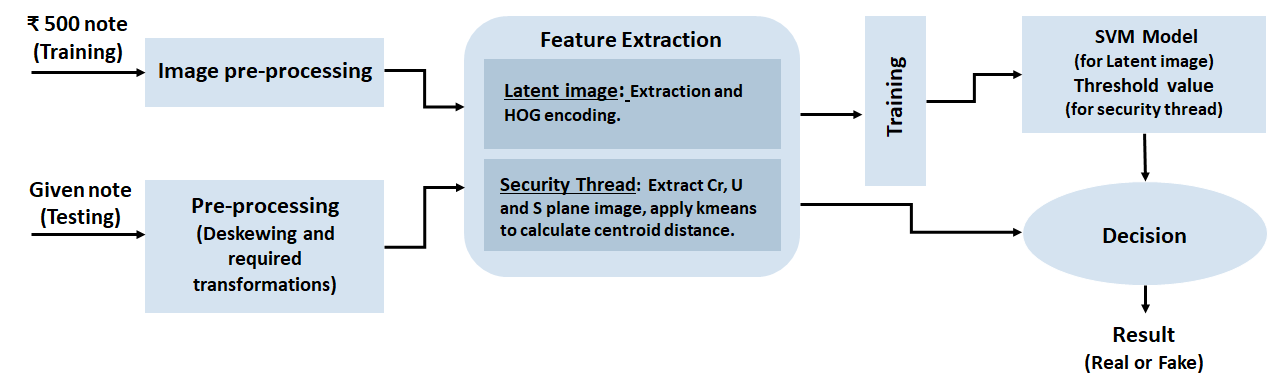 ₹ 500 note
(Training)
Image pre-processing
Given note
(Testing)
Pre-processing
(Deskewing and
required
transformations)
Feature Extraction
Latent image: Extraction and
HOG encoding.
Security Thread: Extract Cr, U
and S plane image, apply kmeans
to calculate centroid distance.
Training
SVM Model
(for Latent image)
Threshold value
(for security thread)
Decision
Result
(Real or Fake)